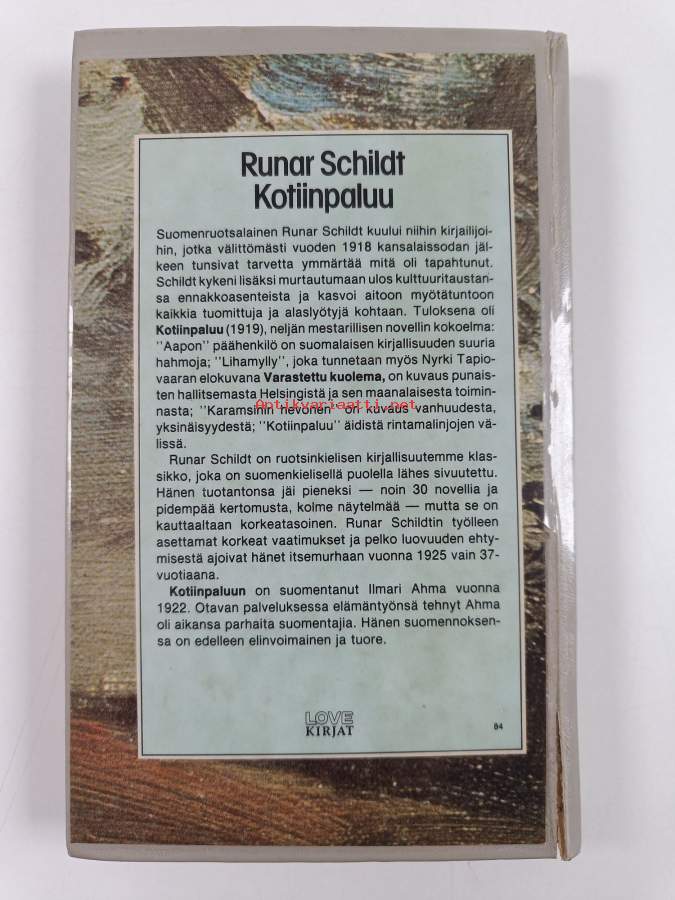 Runar Schildt
Kotiinpaluu
Suomenruotsalainen Runar Schildt kuului niihin kirjailijoi-
hin, jotka välittömästi vuoden 1918 kansalaissodan jäl-
keen tunsivat tarvetta ymmärtää mitä oli tapahtunut.
Schildt kykeni lisäksi murtautumaan ulos kulttuuritaustan-
sa ennakkoasenteista ja kasvoi aitoon myötätuntoon
kaikkia tuomittuja ja alaslyötyjä kohtaan. Tuloksena oli
Kotiinpaluu (1919), neljän mestarillisen novellin kokoelma:
"Aapon" päähenkilö on suomalaisen kirjallisuuden suuria
hahmoja; "Lihamylly", joka tunnetaan myös Nyrki Tapio-
vaaran elokuvana Varastettu kuolema, on kuvaus punais-
ten hallitsemasta Helsingistä ja sen maanalaisesta toimin-
nasta; "Karamsinin hevonen" on kuvaus vanhuudesta,
yksinäisyydestä; "Kotiinpaluu" äidistä rintamalinjojen vä-
lissä.
Runar Schildt on ruotsinkielisen kirjallisuutemme klas-
sikko, joka on suomenkielisellä puolella lähes sivuutettu.
Hänen tuotantonsa jäi pieneksi — noin 30 novellia ja
pidempää kertomusta, kolme näytelmää — mutta se on
kauttaaltaan korkeatasoinen. Runar Schildtin työlleen
asettamat korkeat vaatimukset ja pelko luovuuden ehty-
misestä ajoivat hänet itsemurhaan vuonna 1925 vain 37-
vuotiaana.
Kotiinpaluun on suomentanut Ilmari Ahma vuonna
1922. Otavan palveluksessa elämäntyönsä tehnyt Ahma
oli aikansa parhaita suomentajia. Hänen suomennoksen-
sa on edelleen elinvoimainen ja tuore.
LOVE
KIRJAT
84
Antikvariaatti.net